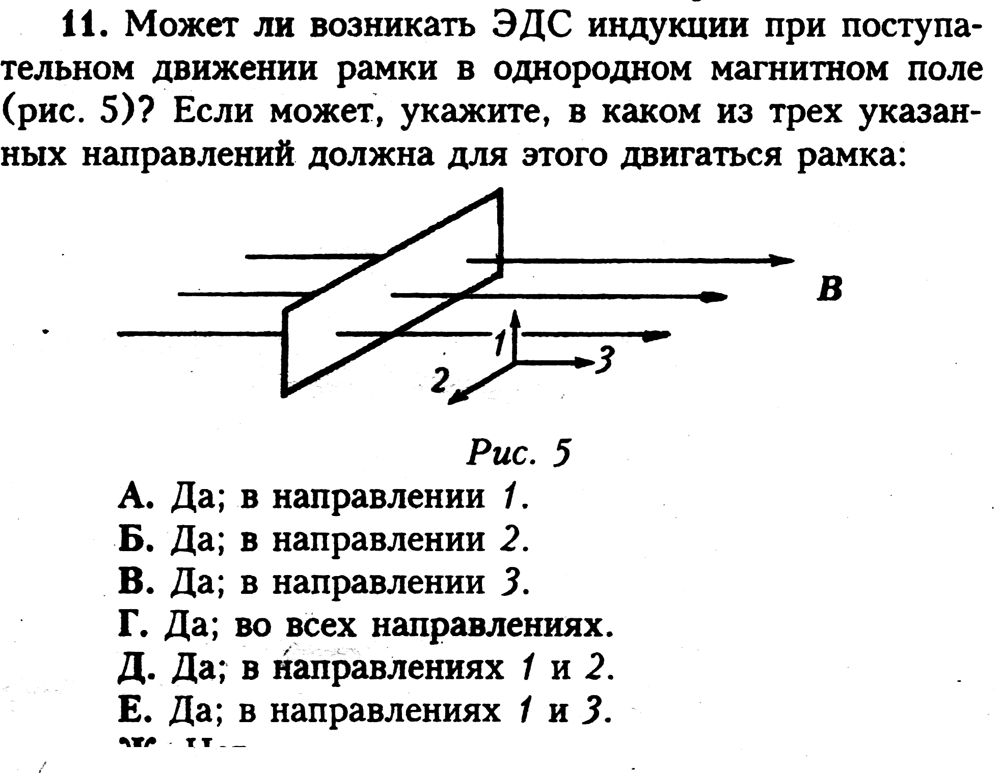 11. Может ли возникать ЭДС индукции при поступа-
тельном движении рамки в однородном магнитном поле
(рис. 5)? Если может, укажите, в каком из трех указан-
ных направлений должна для этого двигаться рамка:
B
1
3
2
Рис. 5
А. Да; в направлении 1.
Б. Да; в направлении 2.
В. Да; в направлении 3.
Г. Да; во всех направлениях.
Д. Да; в направлениях 1 и 2.
Е. Да; в направлениях 1 и 3.